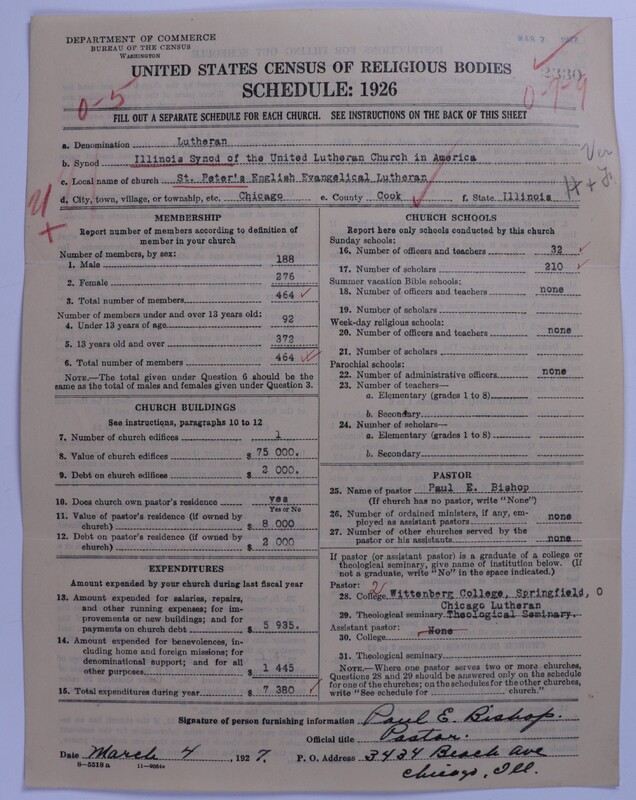 DEPARTMENT OF COMMERCE
BUREAU OF THE CENSUS
WASHINGTON
MAR 7 1927
UNITED STATES CENSUS OF RELIGIOUS BODIES
SCHEDULE: 1926
2330
0-5
0-9-9
FILL OUT A SEPARATE SCHEDULE FOR EACH CHURCH. SEE INSTRUCTIONS ON THE BACK OF THIS SHEET
a. Denomination Lutheran
b. Synod Illinois Synod of the United Lutheran Church in America
c. Local name of church St. Peter's English Evangelical Lutheran
d. City, town, village, or township, etc. Chicago e. County Cook f. State Illinois
MEMBERSHIP
Report number of members according to definition of
member in your church
Number of members, by sex:
1. Male 188
2. Female 276
3. Total number of members 464
Number of members under and over 13 years old:
4. Under 13 years of age 92
5. 13 years old and over 372
6. Total number of members 464
NOTE.—The total given under Question 6 should be the
same as the total of males and females given under Question 3.
CHURCH BUILDINGS
See instructions, paragraphs 10 to 12
7. Number of church edifices 1
8. Value of church edifices $ 75 000.
9. Debt on church edifices $ 2 000.
10. Does church own pastor's residence yes
Yes or No
11. Value of pastor's residence (if owned by
church) $ 8 000
12. Debt on pastor's residence (if owned by
church) $ 2 000
EXPENDITURES
Amount expended by your church during last fiscal year
13. Amount expended for salaries, repairs,
and other running expenses; for im-
provements or new buildings; and for
payments on church debt $ 5 935.
14. Amount expended for benevolences, in-
cluding home and foreign missions; for
denominational support; and for all
other purposes $ 1 445
15. Total expenditures during year $ 7 380
CHURCH SCHOOLS
Report here only schools conducted by this church
Sunday schools:
16. Number of officers and teachers 32
17. Number of scholars 210
Summer vacation Bible schools:
18. Number of officers and teachers none
19. Number of scholars
Week-day religious schools:
20. Number of officers and teachers none
21. Number of scholars
Parochial schools:
22. Number of administrative officers none
23. Number of teachers—
a. Elementary (grades 1 to 8)
b. Secondary
24. Number of scholars—
a. Elementary (grades 1 to 8)
b. Secondary
PASTOR
25. Name of pastor Paul E. Bishop
(If church has no pastor, write "None")
26. Number of ordained ministers, if any, em-
ployed as assistant pastors none
27. Number of other churches served by the
pastor or his assistants none
If pastor (or assistant pastor) is a graduate of a college or
theological seminary, give name of institution below. (If
not a graduate, write "No" in the space indicated.)
Pastor: 2
28. College Wittenberg College, Springfield, O
Chicago Lutheran
29. Theological seminary Theological Seminary.
Assistant pastor:
30. College None
31. Theological seminary
NOTE.—Where one pastor serves two or more churches,
Questions 28 and 29 should be answered only on the schedule
for one of the churches; on the schedules for the other churches,
write "See schedule for church."
Signature of person furnishing information Paul E. Bishop.
Official title Pastor.
Date March 4, 1927. P. O. Address 3434 Beach ave
8—5518a 11—9054a Chicago, Ill.